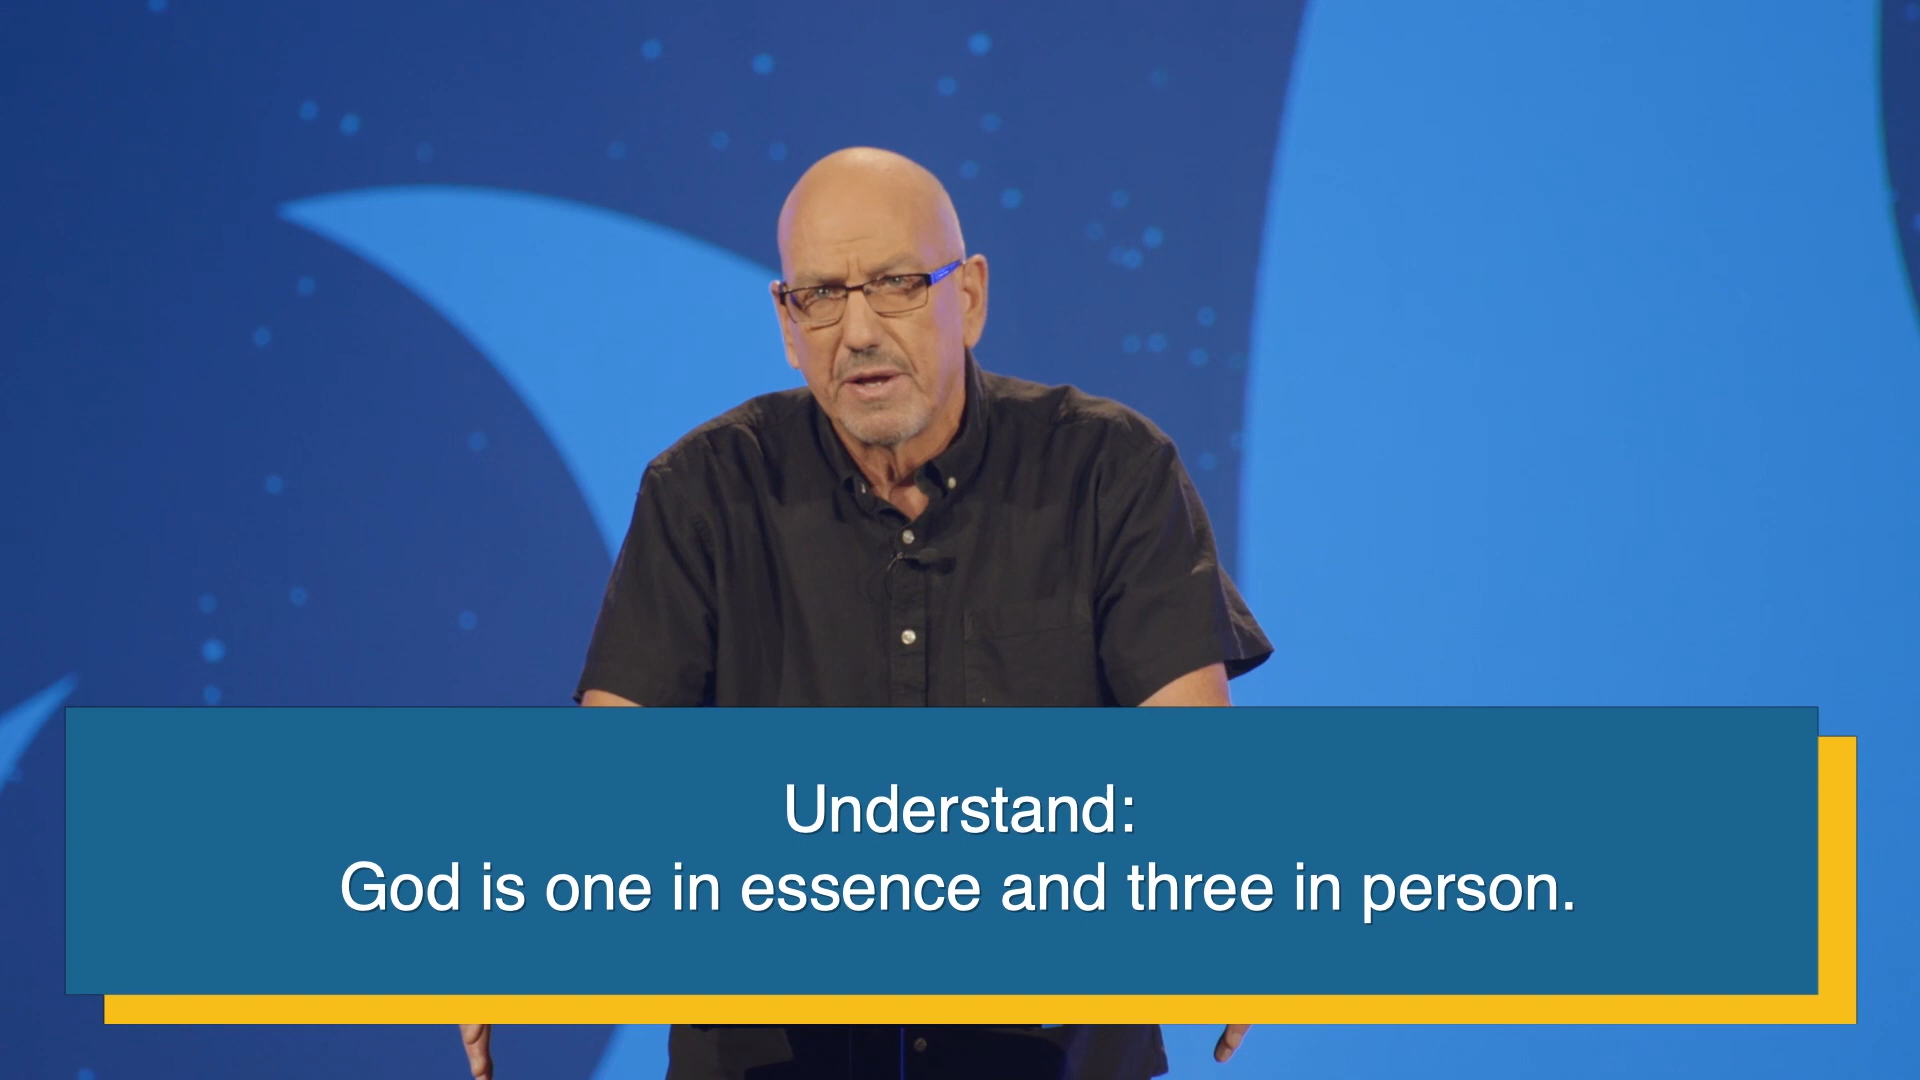 Understand:
God is one in essence and three in person.